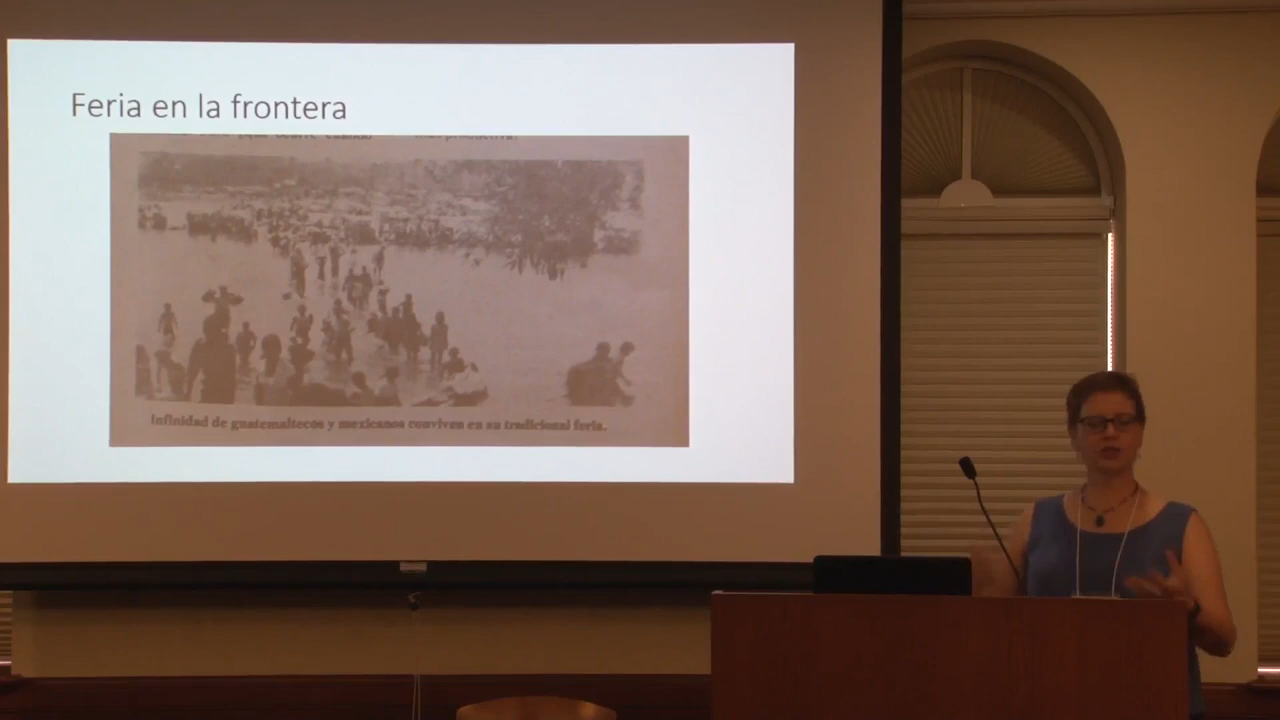 Feria en la frontera
Infinidad de guatemaltecos y mexicanos conviven en su tradicional feria.